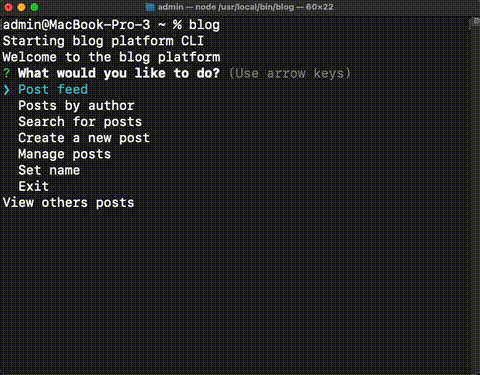 admin — node /usr/local/bin/blog — 60×22
admin@MacBook-Pro-3 ~ % blog
Starting blog platform CLI
Welcome to the blog platform
? What would you like to do? (Use arrow keys)
❯ Post feed
Posts by author
Search for posts
Create a new post
Manage posts
Set name
Exit
View others posts